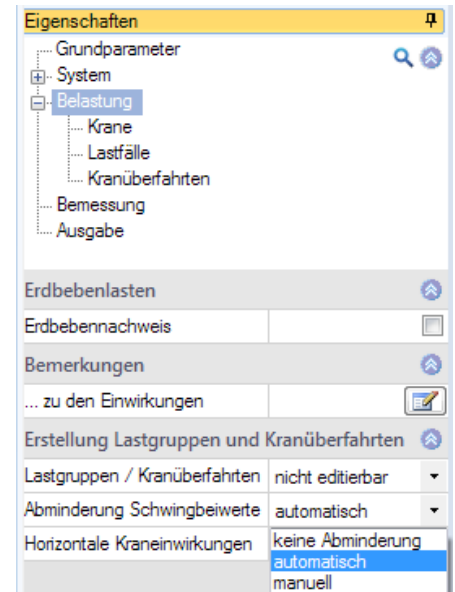 Eigenschaften
Grundparameter
System
Belastung
Krane
Lastfälle
Kranüberfahrten
Bemessung
Ausgabe
Erdbebenlasten
Erdbebennachweis
Bemerkungen
... zu den Einwirkungen
Erstellung Lastgruppen und Kranüberfahrten
Lastgruppen / Kranüberfahrten nicht editierbar
Abminderung Schwingbeiwerte automatisch
Horizontale Kraneinwirkungen keine Abminderung
automatisch
manuell